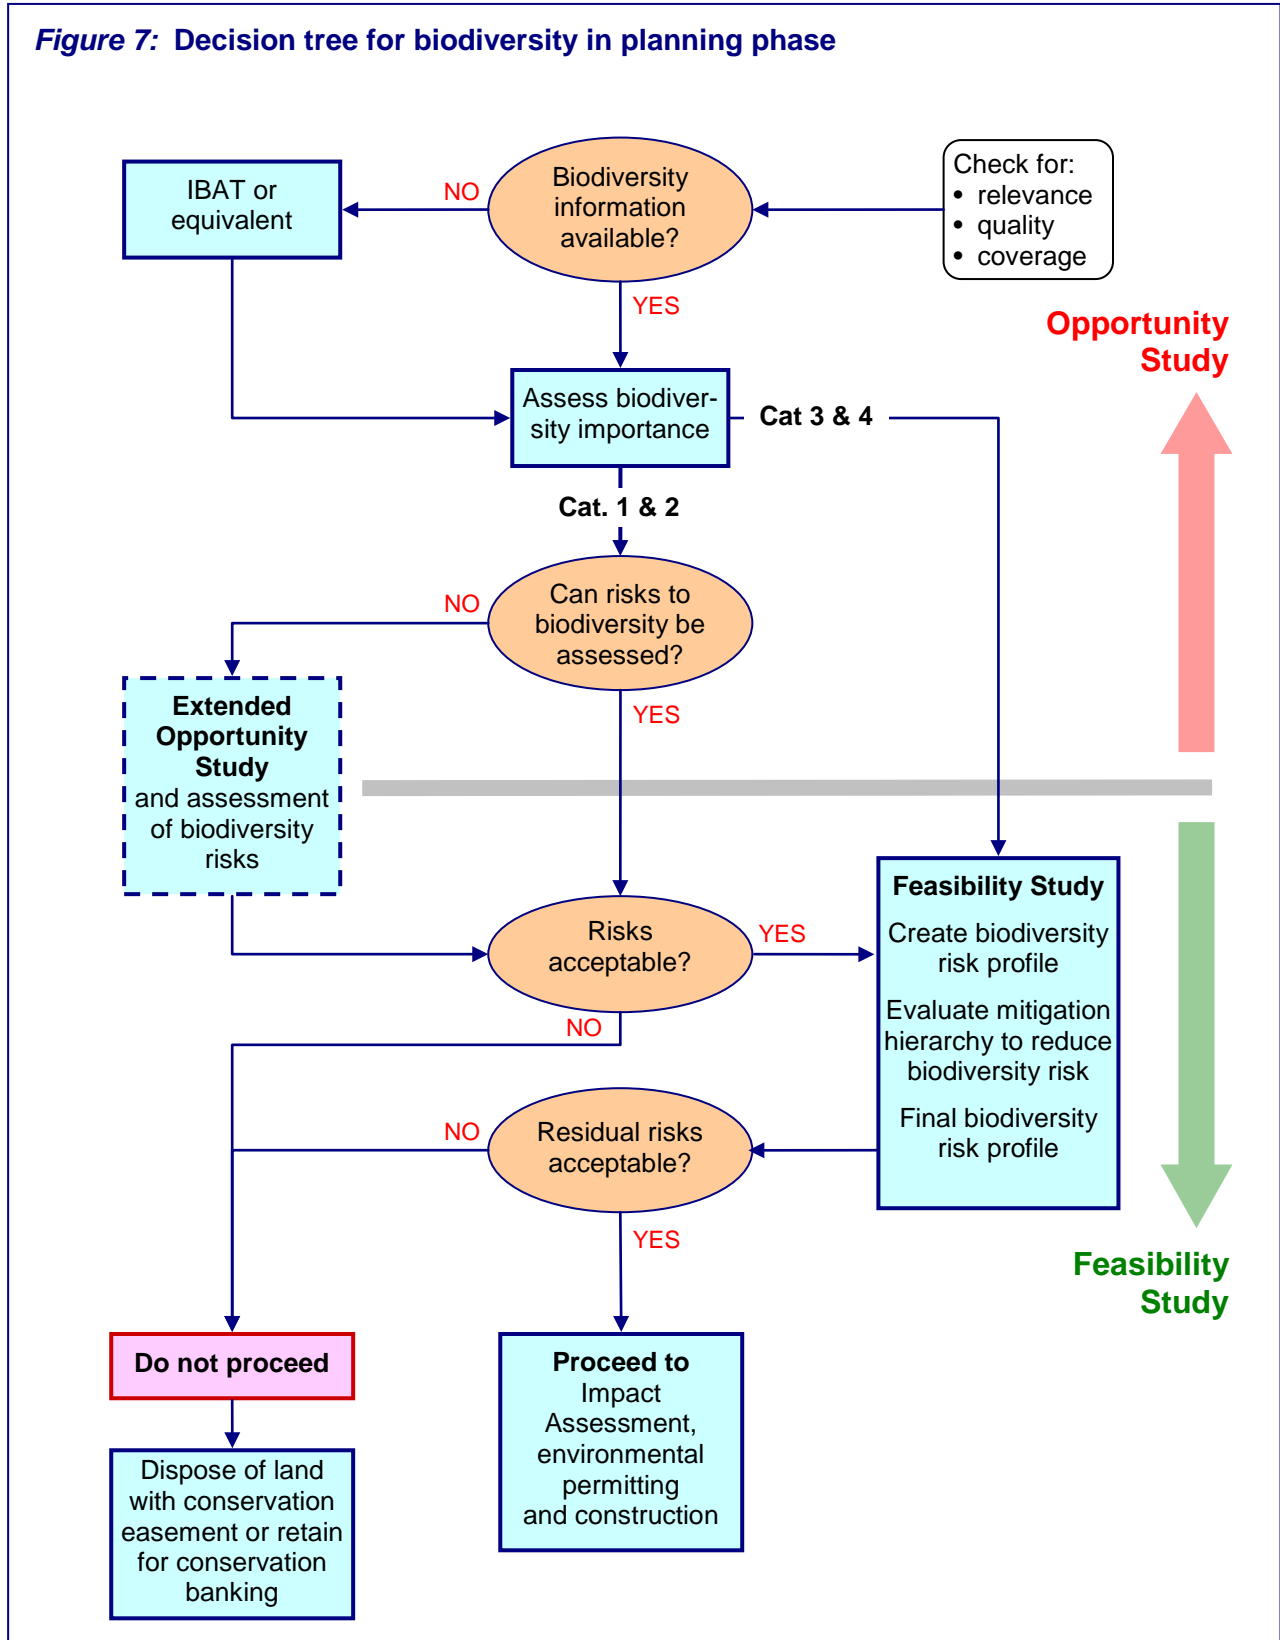 Figure 7: Decision tree for biodiversity in planning phase
IBAT or
equivalent
NO
Biodiversity
information
available?
Check for:
• relevance
• quality
• coverage
YES
Opportunity
Study
Assess biodiver-
sity importance
Cat 3 & 4
Cat. 1 & 2
NO
Can risks to
biodiversity be
assessed?
YES
Extended
Opportunity
Study
and assessment
of biodiversity
risks
Risks
acceptable?
YES
NO
Feasibility Study
Create biodiversity
risk profile
Evaluate mitigation
hierarchy to reduce
biodiversity risk
Final biodiversity
risk profile
NO
Residual risks
acceptable?
YES
Feasibility
Study
Do not proceed
Proceed to
Impact
Assessment,
environmental
permitting
and construction
Dispose of land
with conservation
easement or retain
for conservation
banking